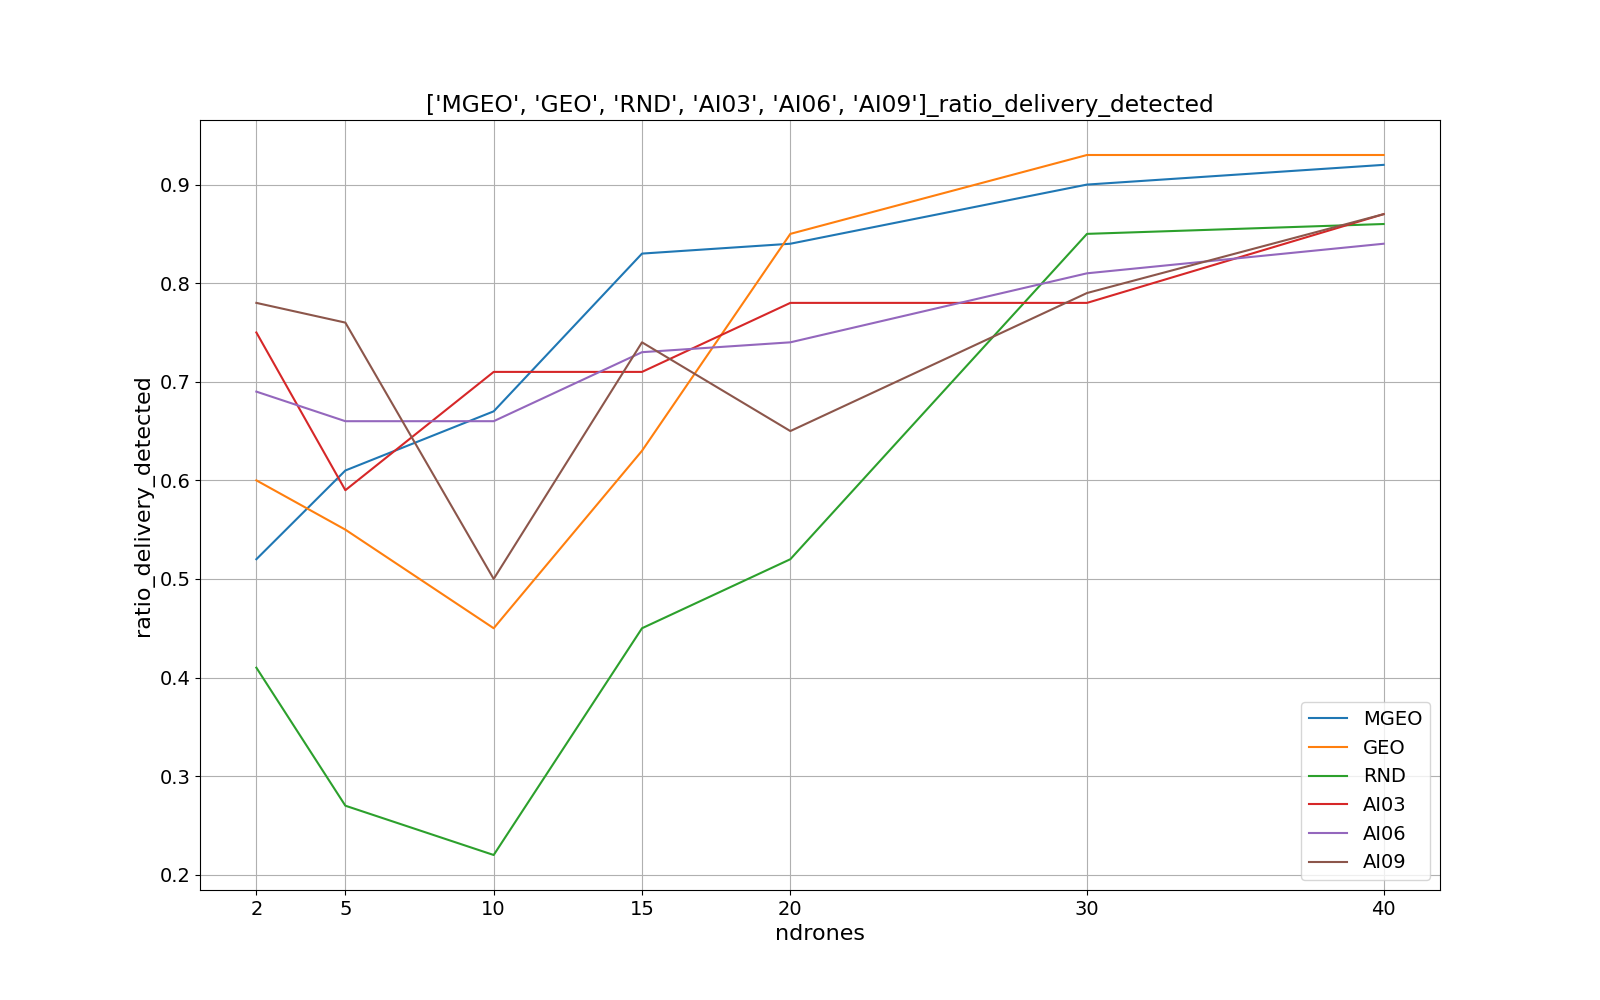 ['MGEO', 'GEO', 'RND', 'AI03', 'AI06', 'AI09']_ratio_delivery_detected
ratio_delivery_detected
0.9
0.8
0.7
0.6
0.5
0.4
0.3
0.2
MGEO
GEO
RND
AI03
AI06
AI09
2 5 10 15 20 30 40
ndrones